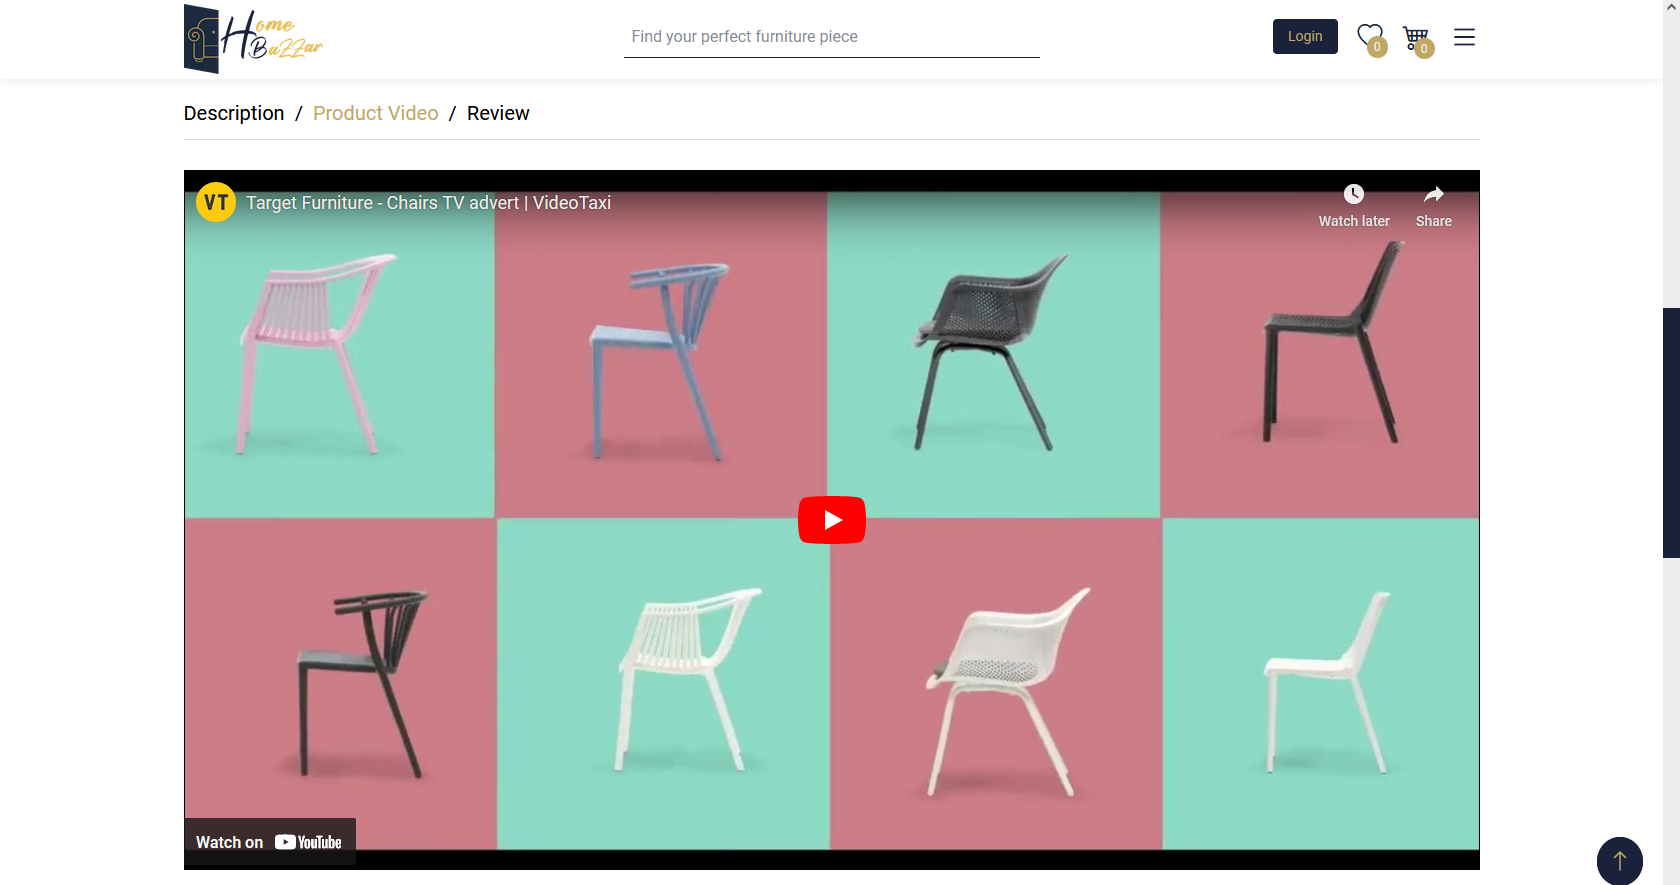 Home
BaZZar
Find your perfect furniture piece
Login
0
0
Description / Product Video / Review
VT
Target Furniture - Chairs TV advert | VideoTaxi
Watch later
Share
Watch on YouTube